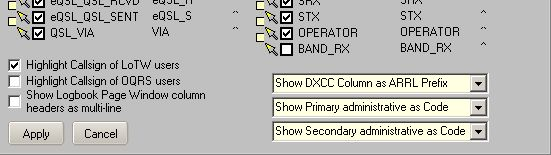 eQSL_QSL_RCVD eQSL_R
eQSL_QSL_SENT eQSL_S ^
QSL_VIA VIA ^
SRX SRX ^
STX STX ^
OPERATOR OPERATOR ^
BAND_RX BAND_RX ^
Highlight Callsign of LoTW users
Highlight Callsign of OQRS users
Show Logbook Page Window column
headers as multi-line
Show DXCC Column as ARRL Prefix
Show Primary administrative as Code
Show Secondary administrative as Code
Apply Cancel